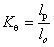 K_θ = l_p / l_o